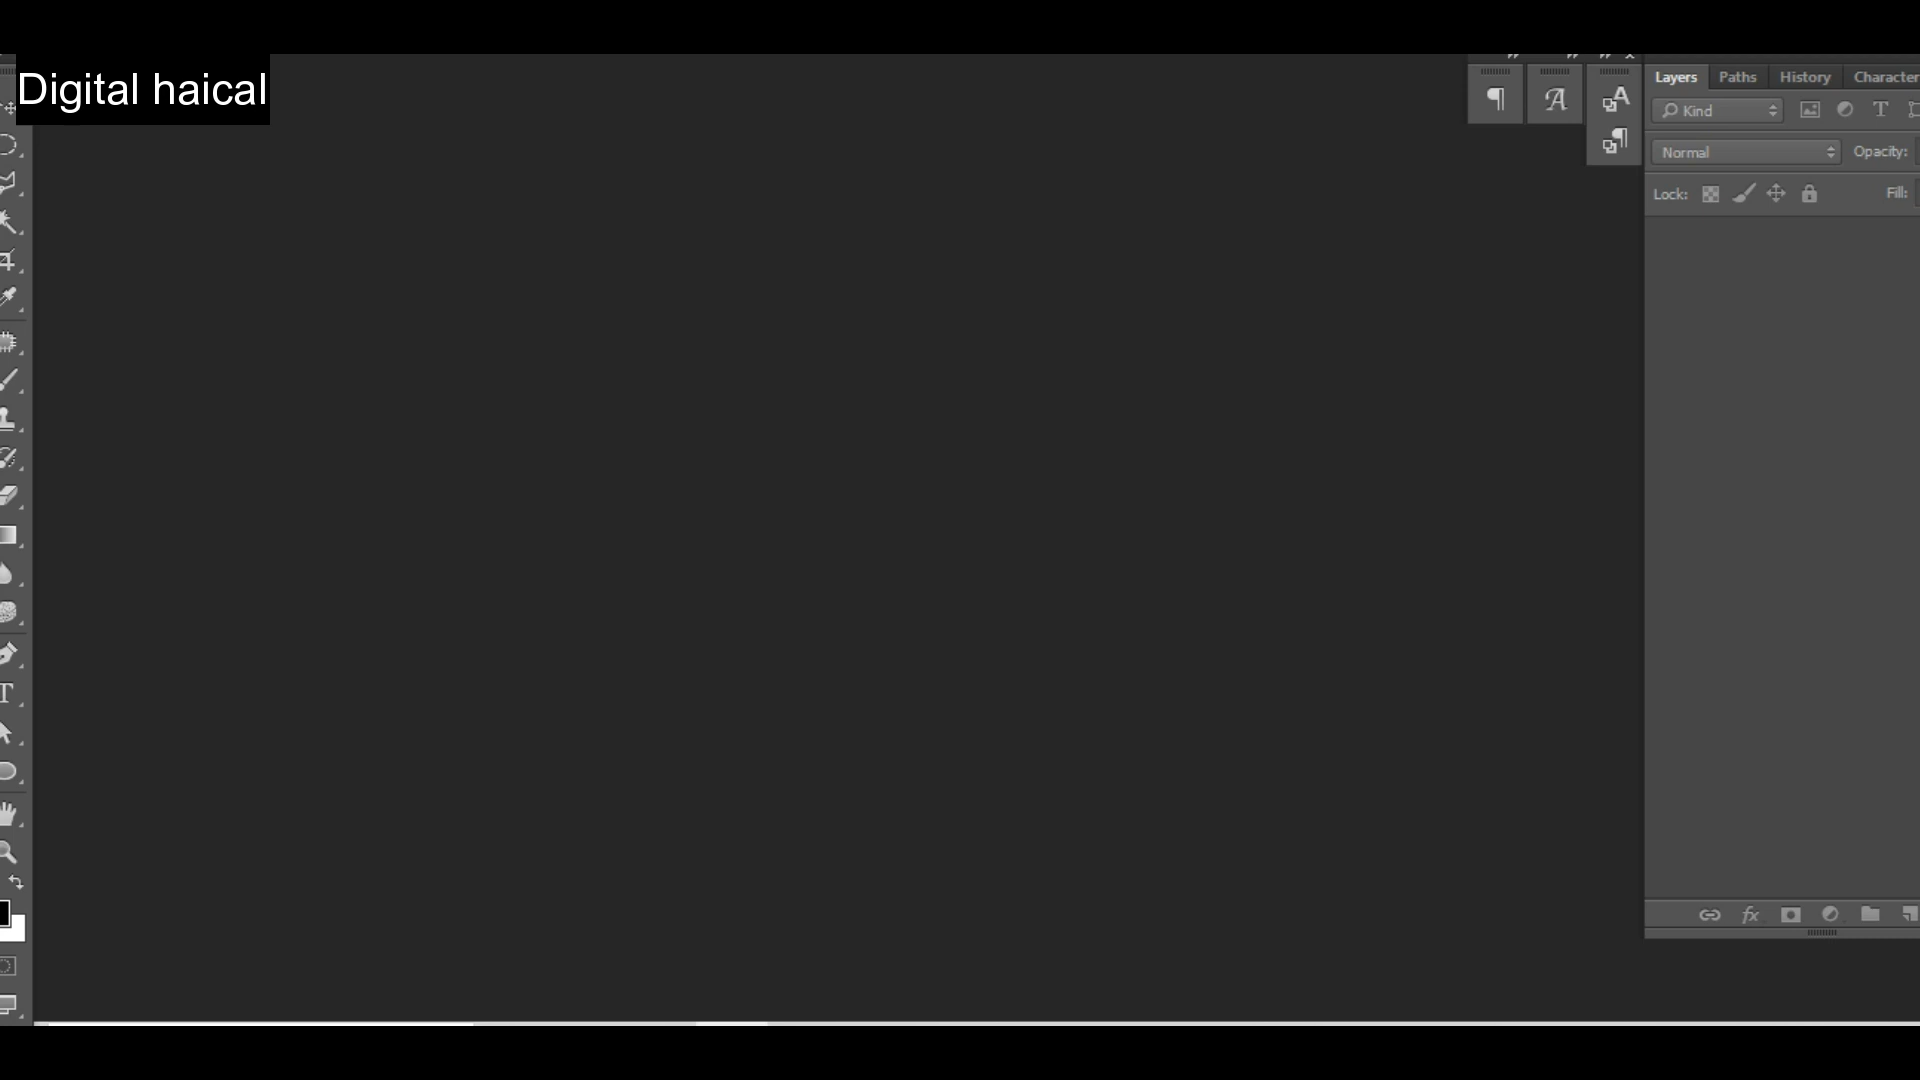 Digital haical
Layers Paths History Character
Kind
Normal Opacity:
Lock: Fill: